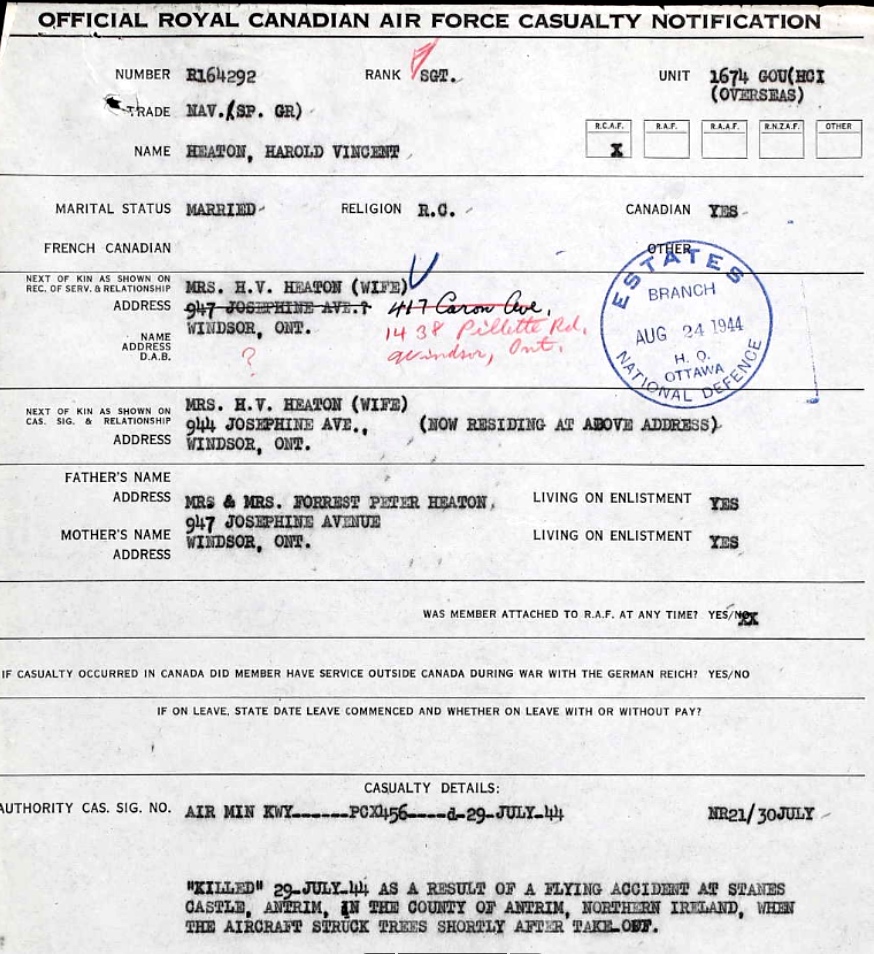 OFFICIAL ROYAL CANADIAN AIR FORCE CASUALTY NOTIFICATION
NUMBER R164292 RANK SGT. UNIT 1674 GOU(HCI
(OVERSEAS)
TRADE NAV.(SP. GR)
R.C.A.F. R.A.F. R.A.A.F. R.N.Z.A.F. OTHER
NAME HEATON, HAROLD VINCENT X
MARITAL STATUS MARRIED RELIGION R.C. CANADIAN YES
FRENCH CANADIAN OTHER
NEXT OF KIN AS SHOWN ON
REC. OF SERV. & RELATIONSHIP MRS. H.V. HEATON (WIFE)
ADDRESS 947 JOSEPHINE AVE.? 417 Caron Ave,
WINDSOR, ONT. 1438 Pillette Rd,
NAME
ADDRESS ? Windsor, Ont.
D.A.B.
ESTATES
BRANCH
AUG 24 1944
H. Q.
OTTAWA
NATIONAL DEFENCE
NEXT OF KIN AS SHOWN ON MRS. H.V. HEATON (WIFE)
CAS. SIG. & RELATIONSHIP 944 JOSEPHINE AVE., (NOW RESIDING AT ABOVE ADDRESS)
ADDRESS WINDSOR, ONT.
FATHER'S NAME
ADDRESS MRS & MRS. FORREST PETER HEATON, LIVING ON ENLISTMENT YES
947 JOSEPHINE AVENUE
MOTHER'S NAME WINDSOR, ONT. LIVING ON ENLISTMENT YES
ADDRESS
WAS MEMBER ATTACHED TO R.A.F. AT ANY TIME? YES/NO XX
IF CASUALTY OCCURRED IN CANADA DID MEMBER HAVE SERVICE OUTSIDE CANADA DURING WAR WITH THE GERMAN REICH? YES/NO
IF ON LEAVE, STATE DATE LEAVE COMMENCED AND WHETHER ON LEAVE WITH OR WITHOUT PAY?
CASUALTY DETAILS:
AUTHORITY CAS. SIG. NO. AIR MIN KWY------PCX456----d-29-JULY-44 NR21/30JULY
"KILLED" 29-JULY-44 AS A RESULT OF A FLYING ACCIDENT AT STANES
CASTLE, ANTRIM, IN THE COUNTY OF ANTRIM, NORTHERN IRELAND, WHEN
THE AIRCRAFT STRUCK TREES SHORTLY AFTER TAKE-OFF.